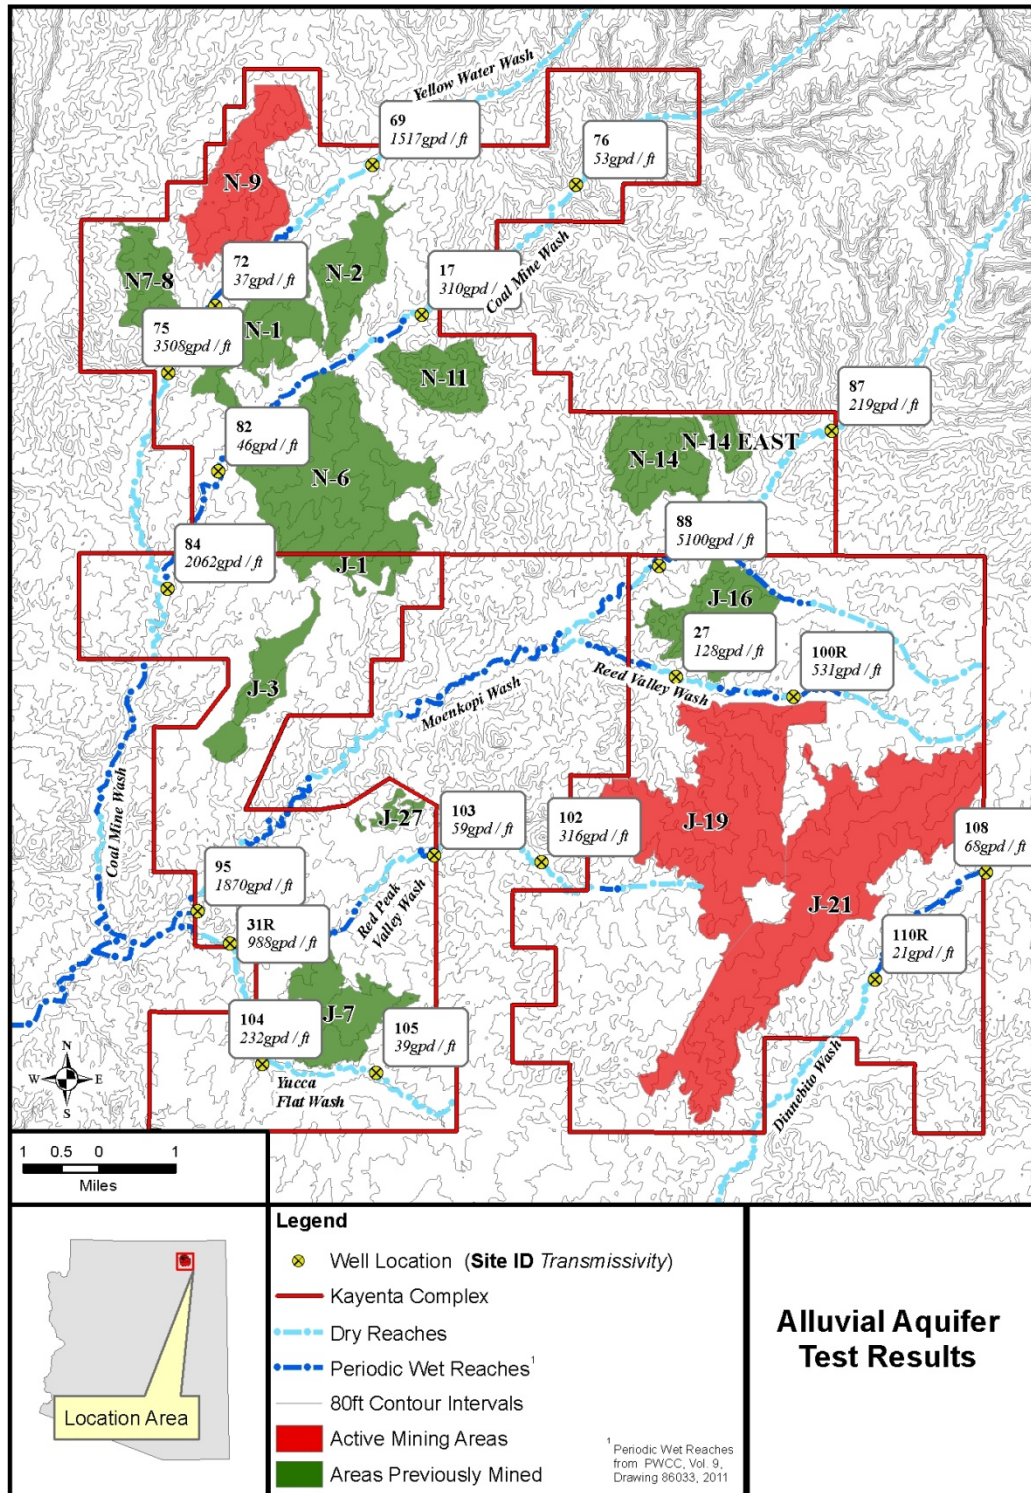 Yellow Water Wash
69
1517gpd / ft
76
53gpd / ft
N-9
72
37gpd / ft
N7-8
N-2
17
310gpd /
Coal Mine Wash
75
3508gpd / ft
N-1
N-11
87
219gpd / ft
82
46gpd / ft
N-6
N-14
N-14 EAST
88
5100gpd / ft
84
2062gpd / ft
J-1
J-16
27
128gpd / ft
100R
531gpd / ft
J-3
Moenkopi Wash
Reed Valley Wash
Coal Mine Wash
J-27
103
59gpd / ft
102
316gpd / ft
J-19
108
68gpd / ft
95
1870gpd / ft
Red Peak
Valley Wash
J-21
31R
988gpd / ft
110R
21gpd / ft
104
232gpd / ft
J-7
105
39gpd / ft
Yucca
Flat Wash
Dinnebito Wash
N
W E
S
1 0.5 0 1
Miles
Location Area
Legend
Well Location (Site ID Transmissivity)
Kayenta Complex
Dry Reaches
Periodic Wet Reaches1
80ft Contour Intervals
Active Mining Areas
Areas Previously Mined
1 Periodic Wet Reaches
from PWCC, Vol. 9,
Drawing 86033, 2011
Alluvial Aquifer
Test Results